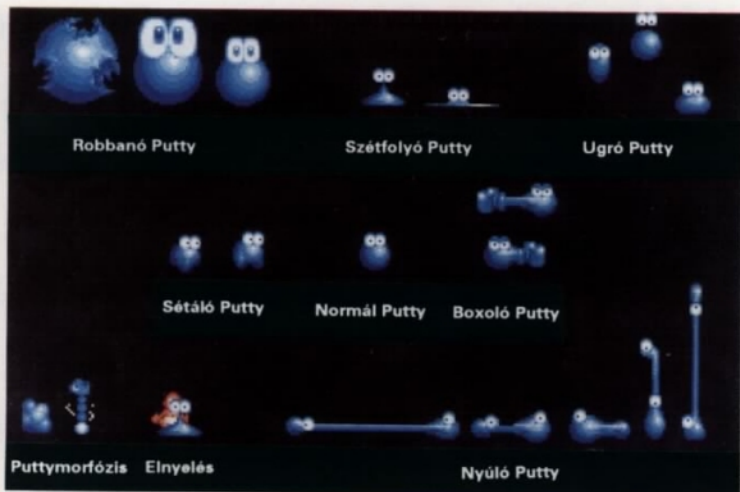 Robbanó Putty Szétfolyó Putty Ugró Putty
Sétáló Putty Normál Putty Boxoló Putty
Puttymorfózis Elnyelés Nyúló Putty